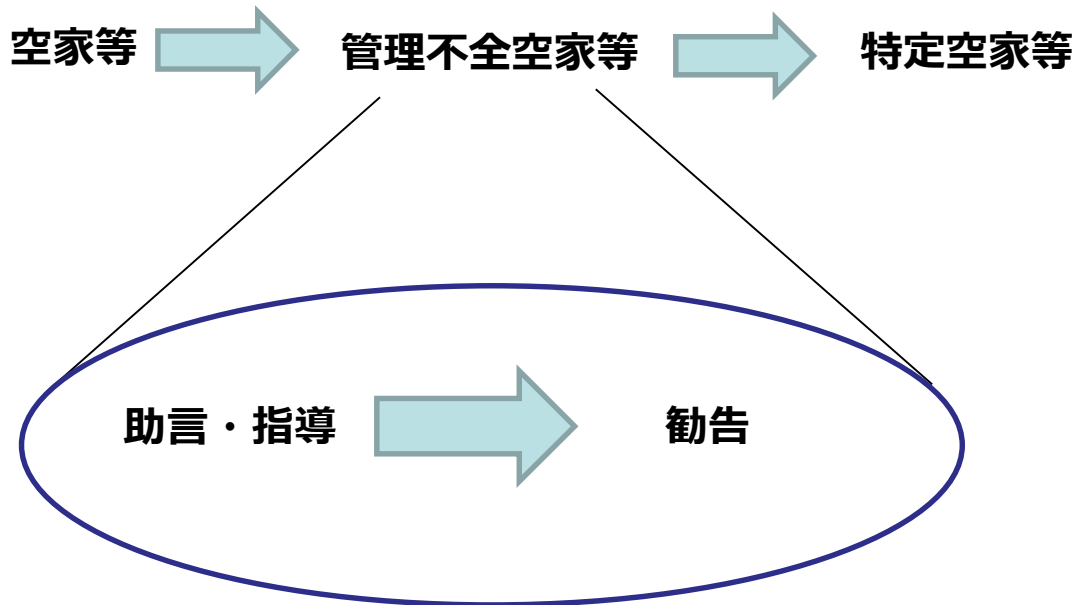 空家等
管理不全空家等
特定空家等
助言・指導
勧告